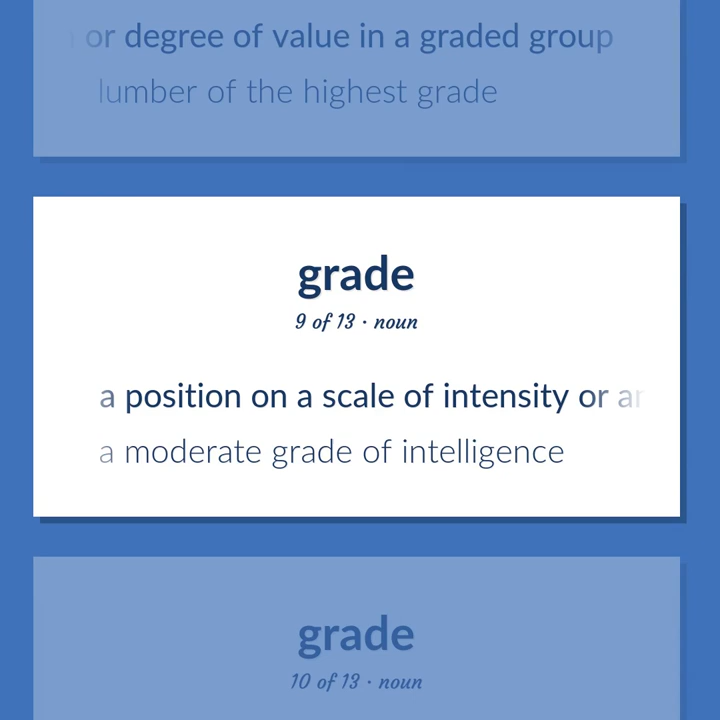 or degree of value in a graded group
lumber of the highest grade
grade
9 of 13 · noun
a position on a scale of intensity or
a moderate grade of intelligence
grade
10 of 13 · noun